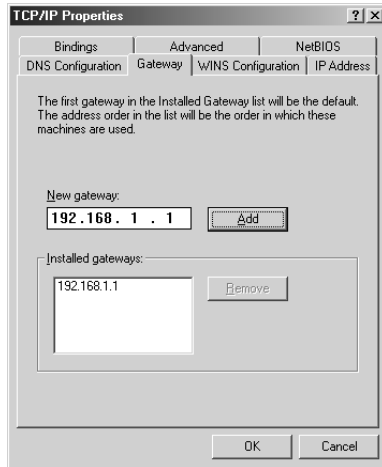 TCP/IP Properties
? x
Bindings Advanced NetBIOS
DNS Configuration Gateway WINS Configuration IP Address
The first gateway in the Installed Gateway list will be the default.
The address order in the list will be the order in which these
machines are used.
New gateway:
192.168. 1 . 1 Add
Installed gateways:
192.168.1.1 Remove
OK Cancel